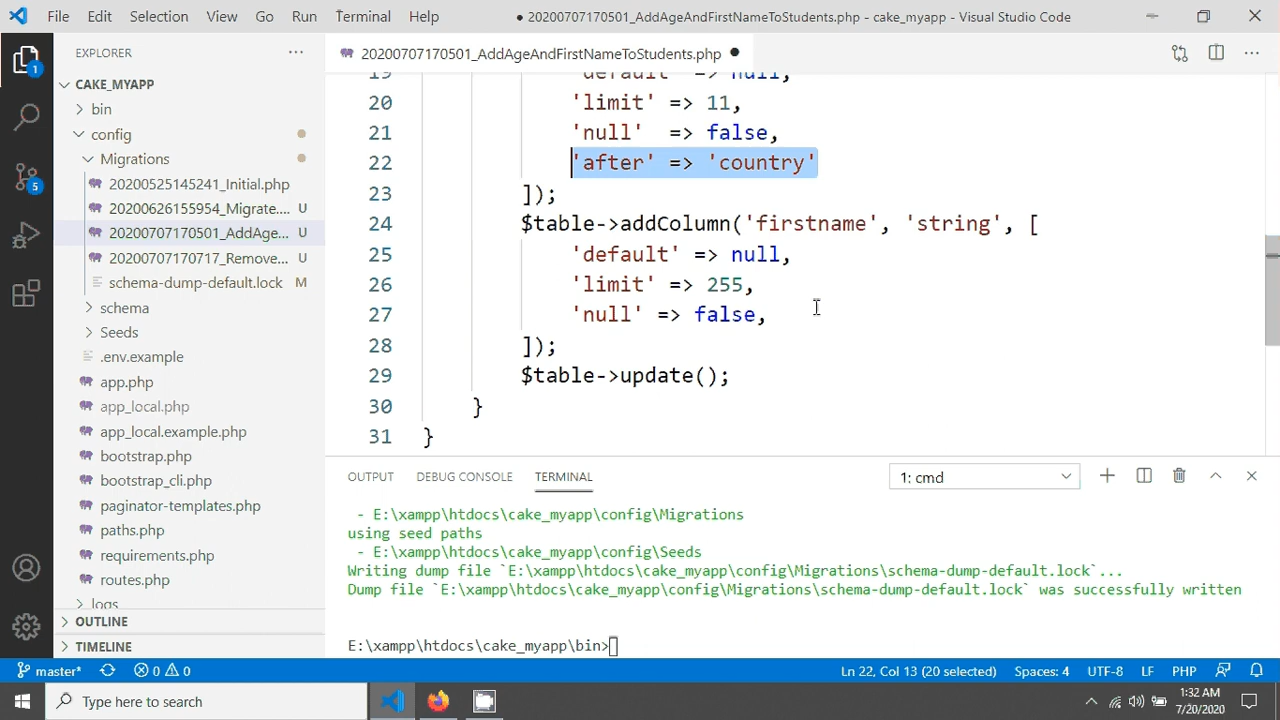 File Edit Selection View Go Run Terminal Help
● 20200707170501_AddAgeAndFirstNameToStudents.php - cake_myapp - Visual Studio Code
EXPLORER
20200707170501_AddAgeAndFirstNameToStudents.php
CAKE_MYAPP
bin
config
Migrations
20200525145241_Initial.php
20200626155954_Migrate.... U
20200707170501_AddAge... U
20200707170717_Remove... U
schema-dump-default.lock M
schema
Seeds
.env.example
app.php
app_local.php
app_local.example.php
bootstrap.php
bootstrap_cli.php
paginator-templates.php
paths.php
requirements.php
routes.php
logs
OUTLINE
TIMELINE
1
5
19 'default' => null,
20 'limit' => 11,
21 'null' => false,
22 'after' => 'country'
23 ]);
24 $table->addColumn('firstname', 'string', [
25 'default' => null,
26 'limit' => 255,
27 'null' => false,
28 ]);
29 $table->update();
30 }
31 }
OUTPUT DEBUG CONSOLE TERMINAL 1: cmd
- E:\xampp\htdocs\cake_myapp\config\Migrations
using seed paths
- E:\xampp\htdocs\cake_myapp\config\Seeds
Writing dump file `E:\xampp\htdocs\cake_myapp\config\Migrations\schema-dump-default.lock`...
Dump file `E:\xampp\htdocs\cake_myapp\config\Migrations\schema-dump-default.lock` was successfully written
E:\xampp\htdocs\cake_myapp\bin>
master* 0 0 Ln 22, Col 13 (20 selected) Spaces: 4 UTF-8 LF PHP
Type here to search
1:32 AM
7/20/2020